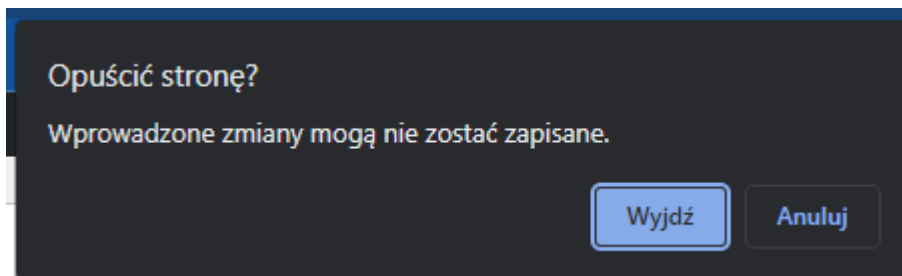 Opuścić stronę?
Wprowadzone zmiany mogą nie zostać zapisane.
Wyjdź Anuluj